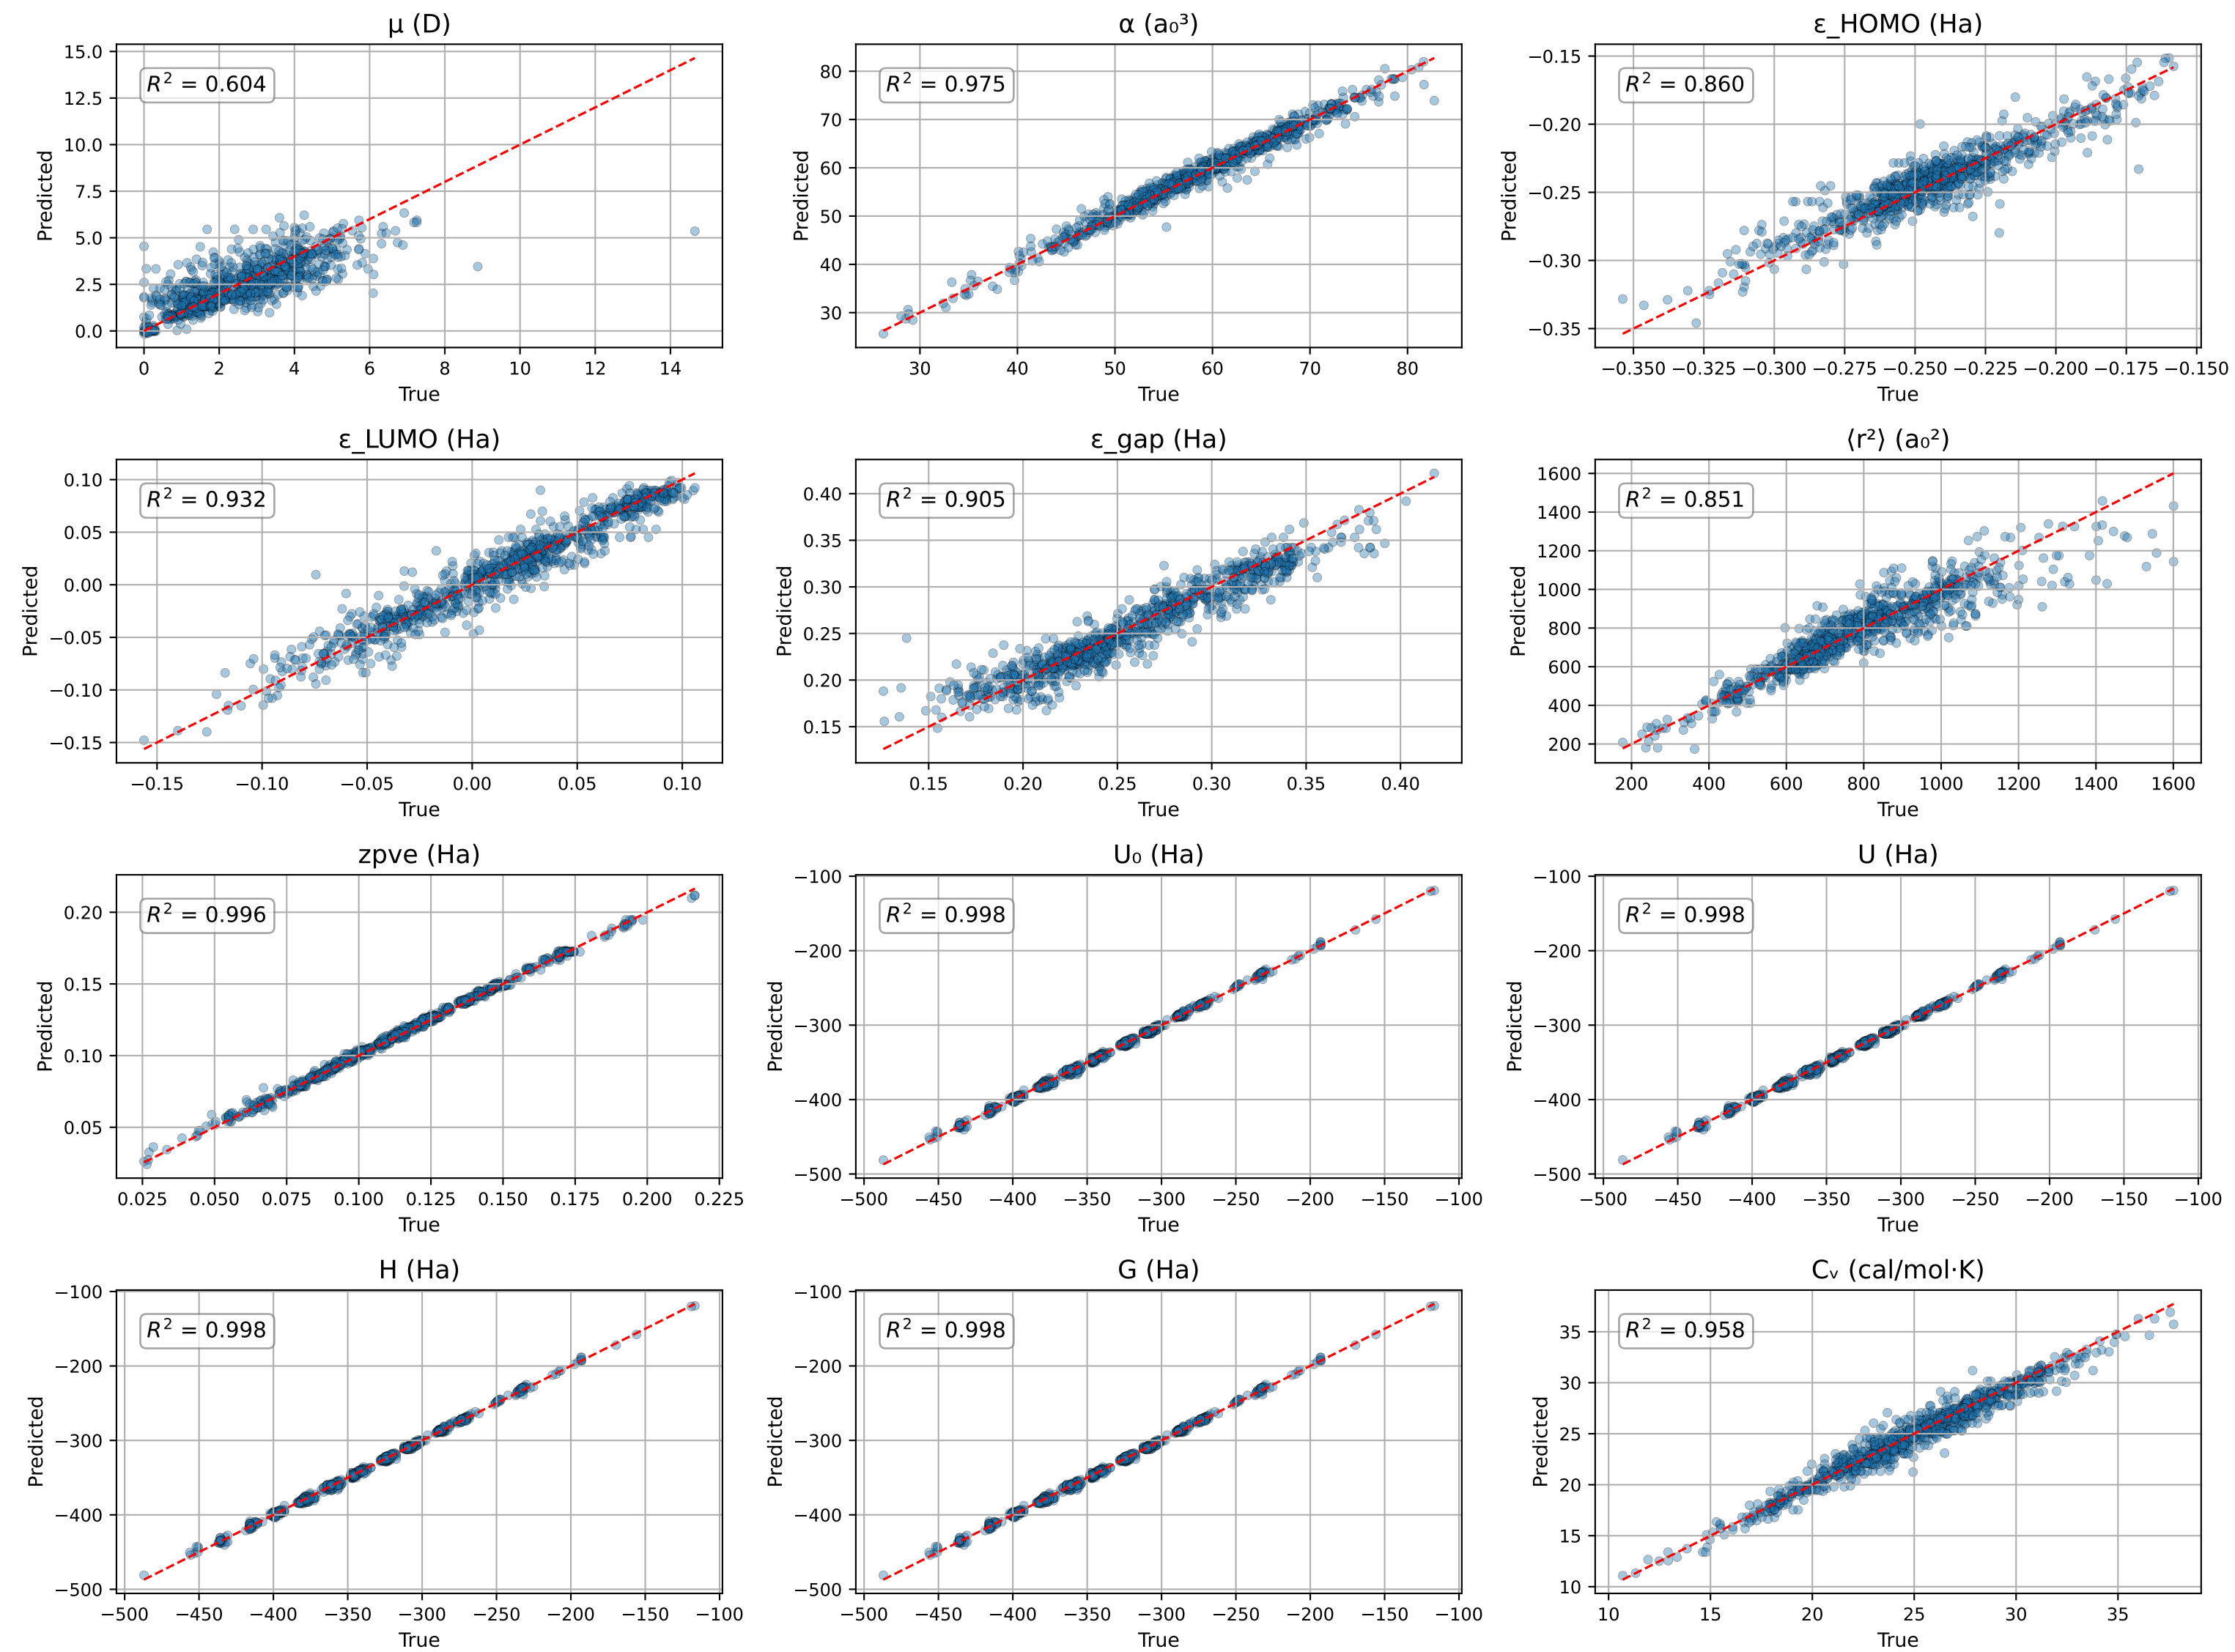 μ (D)
R² = 0.604
Predicted
15.0
12.5
10.0
7.5
5.0
2.5
0.0
0 2 4 6 8 10 12 14
True
α (a₀³)
R² = 0.975
Predicted
80
70
60
50
40
30
30 40 50 60 70 80
True
ε_HOMO (Ha)
R² = 0.860
Predicted
−0.15
−0.20
−0.25
−0.30
−0.35
−0.350 −0.325 −0.300 −0.275 −0.250 −0.225 −0.200 −0.175 −0.150
True
ε_LUMO (Ha)
R² = 0.932
Predicted
0.10
0.05
0.00
−0.05
−0.10
−0.15
−0.15 −0.10 −0.05 0.00 0.05 0.10
True
ε_gap (Ha)
R² = 0.905
Predicted
0.40
0.35
0.30
0.25
0.20
0.15
0.15 0.20 0.25 0.30 0.35 0.40
True
⟨r²⟩ (a₀²)
R² = 0.851
Predicted
1600
1400
1200
1000
800
600
400
200
200 400 600 800 1000 1200 1400 1600
True
zpve (Ha)
R² = 0.996
Predicted
0.20
0.15
0.10
0.05
0.025 0.050 0.075 0.100 0.125 0.150 0.175 0.200 0.225
True
U₀ (Ha)
R² = 0.998
Predicted
−100
−200
−300
−400
−500
−500 −450 −400 −350 −300 −250 −200 −150 −100
True
U (Ha)
R² = 0.998
Predicted
−100
−200
−300
−400
−500
−500 −450 −400 −350 −300 −250 −200 −150 −100
True
H (Ha)
R² = 0.998
Predicted
−100
−200
−300
−400
−500
−500 −450 −400 −350 −300 −250 −200 −150 −100
True
G (Ha)
R² = 0.998
Predicted
−100
−200
−300
−400
−500
−500 −450 −400 −350 −300 −250 −200 −150 −100
True
Cᵥ (cal/mol·K)
R² = 0.958
Predicted
35
30
25
20
15
10
10 15 20 25 30 35
True